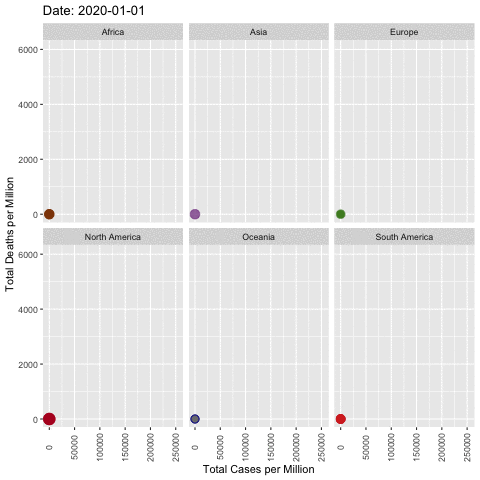 Date: 2020-01-01
Africa
Asia
Europe
6000
4000
2000
0
North America
Oceania
South America
6000
4000
2000
0
Total Deaths per Million
0
50000
100000
150000
200000
250000
0
50000
100000
150000
200000
250000
0
50000
100000
150000
200000
250000
Total Cases per Million